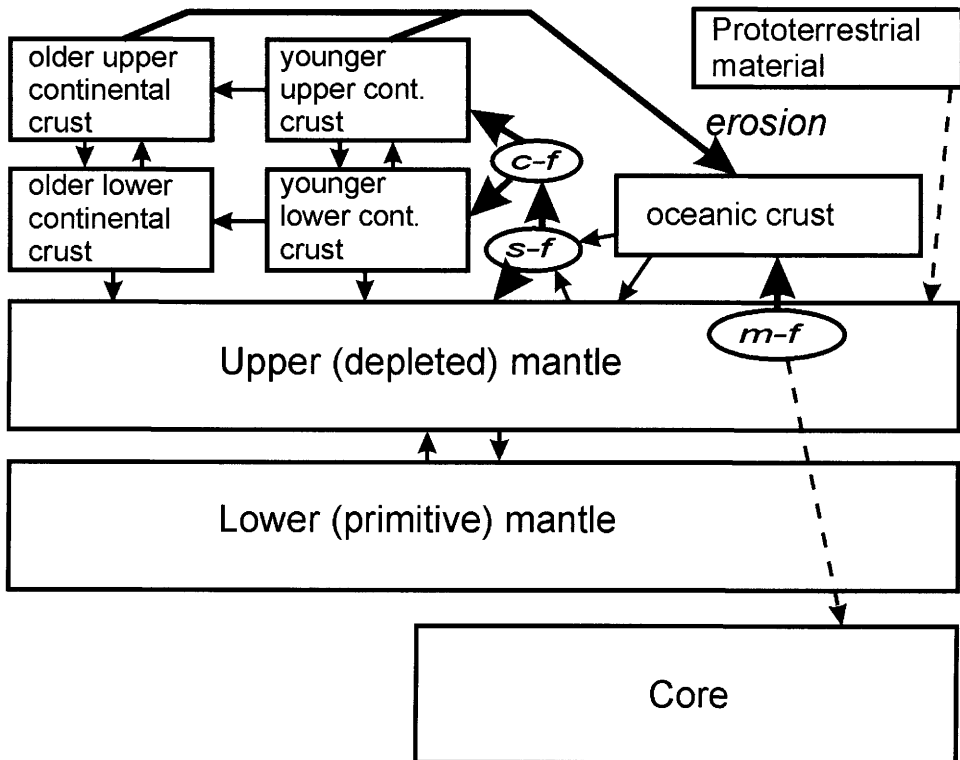 older upper
continental
crust
younger
upper cont.
crust
Prototerrestrial
material
erosion
c-f
older lower
continental
crust
younger
lower cont.
crust
oceanic crust
s-f
m-f
Upper (depleted) mantle
Lower (primitive) mantle
Core